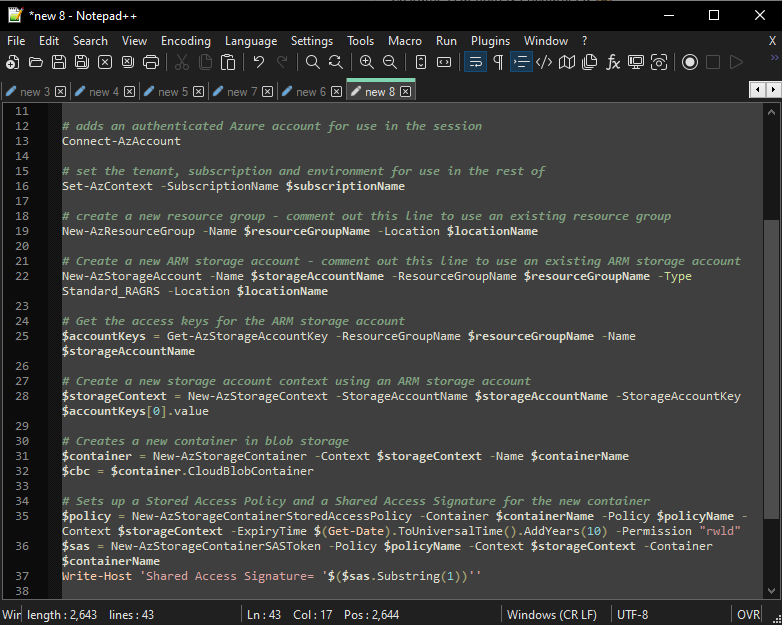 *new 8 - Notepad++
File Edit Search View Encoding Language Settings Tools Macro Run Plugins Window ? X
new 3 new 4 new 5 new 7 new 6 new 8
11
12 # adds an authenticated Azure account for use in the session
13 Connect-AzAccount
14
15 # set the tenant, subscription and environment for use in the rest of
16 Set-AzContext -SubscriptionName $subscriptionName
17
18 # create a new resource group - comment out this line to use an existing resource group
19 New-AzResourceGroup -Name $resourceGroupName -Location $locationName
20
21 # Create a new ARM storage account - comment out this line to use an existing ARM storage account
22 New-AzStorageAccount -Name $storageAccountName -ResourceGroupName $resourceGroupName -Type
Standard_RAGRS -Location $locationName
23
24 # Get the access keys for the ARM storage account
25 $accountKeys = Get-AzStorageAccountKey -ResourceGroupName $resourceGroupName -Name
$storageAccountName
26
27 # Create a new storage account context using an ARM storage account
28 $storageContext = New-AzStorageContext -StorageAccountName $storageAccountName -StorageAccountKey
$accountKeys[0].value
29
30 # Creates a new container in blob storage
31 $container = New-AzStorageContainer -Context $storageContext -Name $containerName
32 $cbc = $container.CloudBlobContainer
33
34 # Sets up a Stored Access Policy and a Shared Access Signature for the new container
35 $policy = New-AzStorageContainerStoredAccessPolicy -Container $containerName -Policy $policyName -
Context $storageContext -ExpiryTime $(Get-Date).ToUniversalTime().AddYears(10) -Permission "rwld"
36 $sas = New-AzStorageContainerSASToken -Policy $policyName -Context $storageContext -Container
$containerName
37 Write-Host 'Shared Access Signature= '$($sas.Substring(1))''
38
Win length : 2,643 lines : 43 Ln : 43 Col : 17 Pos : 2,644 Windows (CR LF) UTF-8 OVR